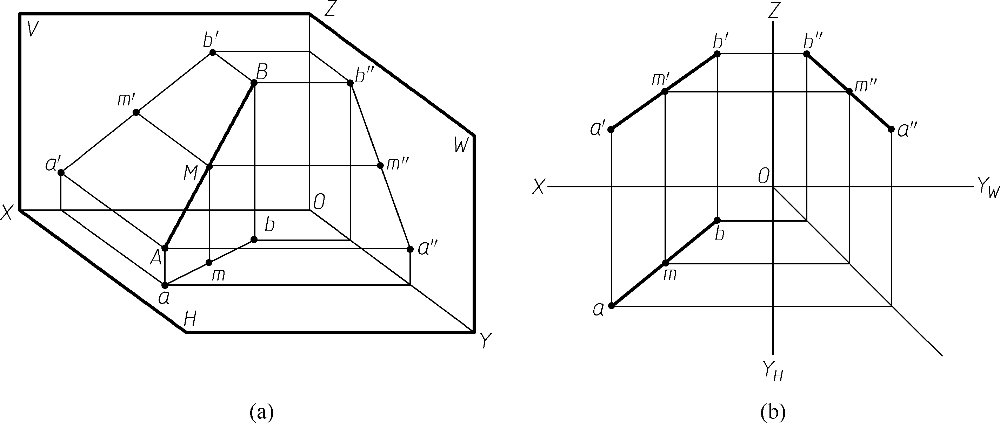 Z
V
b′
B
b″
m′
W
a′
M
m″
X
O
b
A
a″
m
a
H
Y
(a)
Z
b′ b″
m′ m″
a′ a″
O
X Y_W
b
m
a
Y_H
(b)